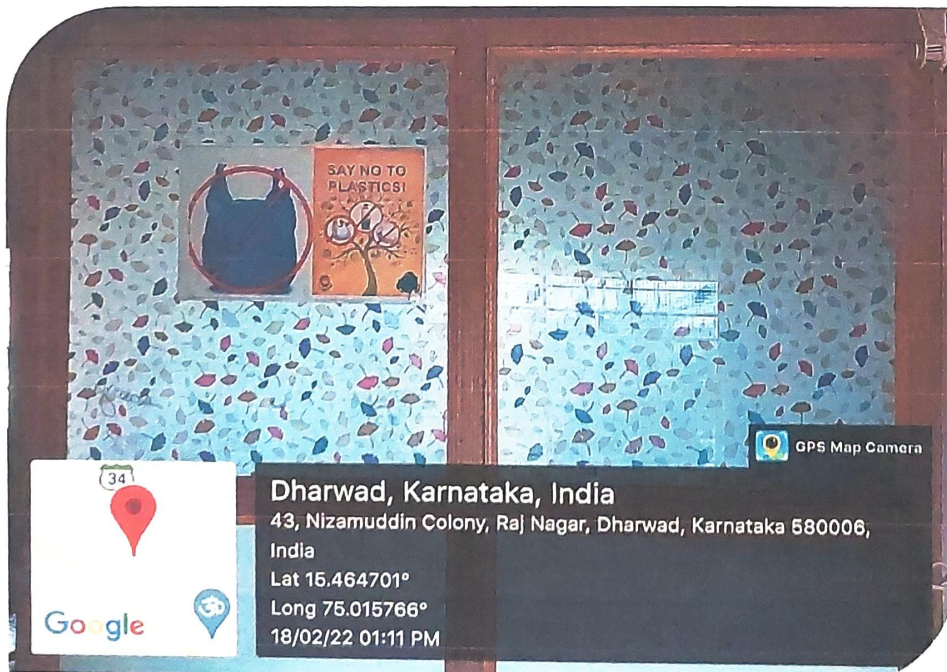 SAY NO TO
PLASTICS!
GPS Map Camera
34
Google
Dharwad, Karnataka, India
43, Nizamuddin Colony, Raj Nagar, Dharwad, Karnataka 580006,
India
Lat 15.464701°
Long 75.015766°
18/02/22 01:11 PM